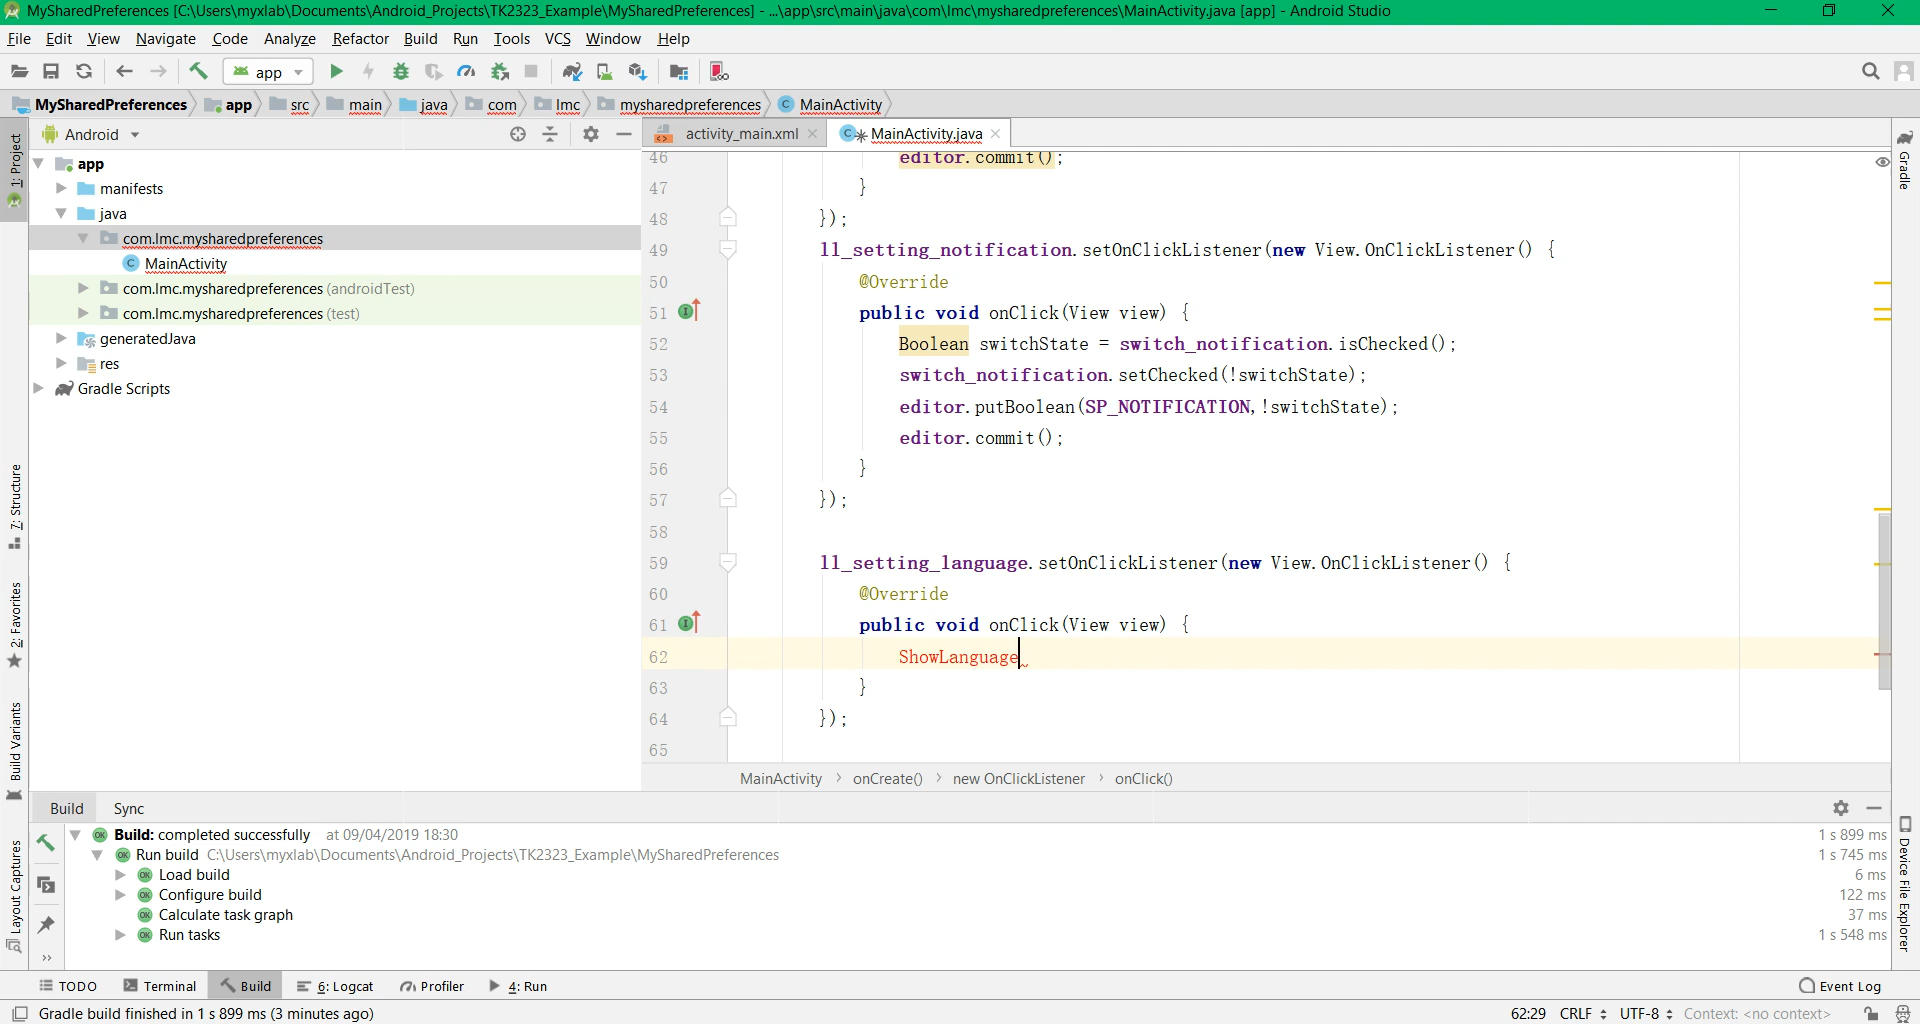 MySharedPreferences [C:\Users\myxlab\Documents\Android_Projects\TK2323_Example\MySharedPreferences] - ...\app\src\main\java\com\lmc\mysharedpreferences\MainActivity.java [app] - Android Studio
File Edit View Navigate Code Analyze Refactor Build Run Tools VCS Window Help
app
MySharedPreferences app src main java com lmc mysharedpreferences MainActivity
1: Project
7: Structure
2: Favorites
Build Variants
Layout Captures
Android
app
manifests
java
com.lmc.mysharedpreferences
MainActivity
com.lmc.mysharedpreferences (androidTest)
com.lmc.mysharedpreferences (test)
generatedJava
res
Gradle Scripts
activity_main.xml MainActivity.java
46 editor.commit();
47 }
48 });
49 ll_setting_notification.setOnClickListener(new View.OnClickListener() {
50 @Override
51 public void onClick(View view) {
52 Boolean switchState = switch_notification.isChecked();
53 switch_notification.setChecked(!switchState);
54 editor.putBoolean(SP_NOTIFICATION,!switchState);
55 editor.commit();
56 }
57 });
58
59 ll_setting_language.setOnClickListener(new View.OnClickListener() {
60 @Override
61 public void onClick(View view) {
62 ShowLanguage
63 }
64 });
65
MainActivity › onCreate() › new OnClickListener › onClick()
Gradle
Device File Explorer
Build Sync
Build: completed successfully at 09/04/2019 18:30 1 s 899 ms
Run build C:\Users\myxlab\Documents\Android_Projects\TK2323_Example\MySharedPreferences 1 s 745 ms
Load build 6 ms
Configure build 122 ms
Calculate task graph 37 ms
Run tasks 1 s 548 ms
TODO Terminal Build 6: Logcat Profiler 4: Run Event Log
Gradle build finished in 1 s 899 ms (3 minutes ago) 62:29 CRLF UTF-8 Context: <no context>